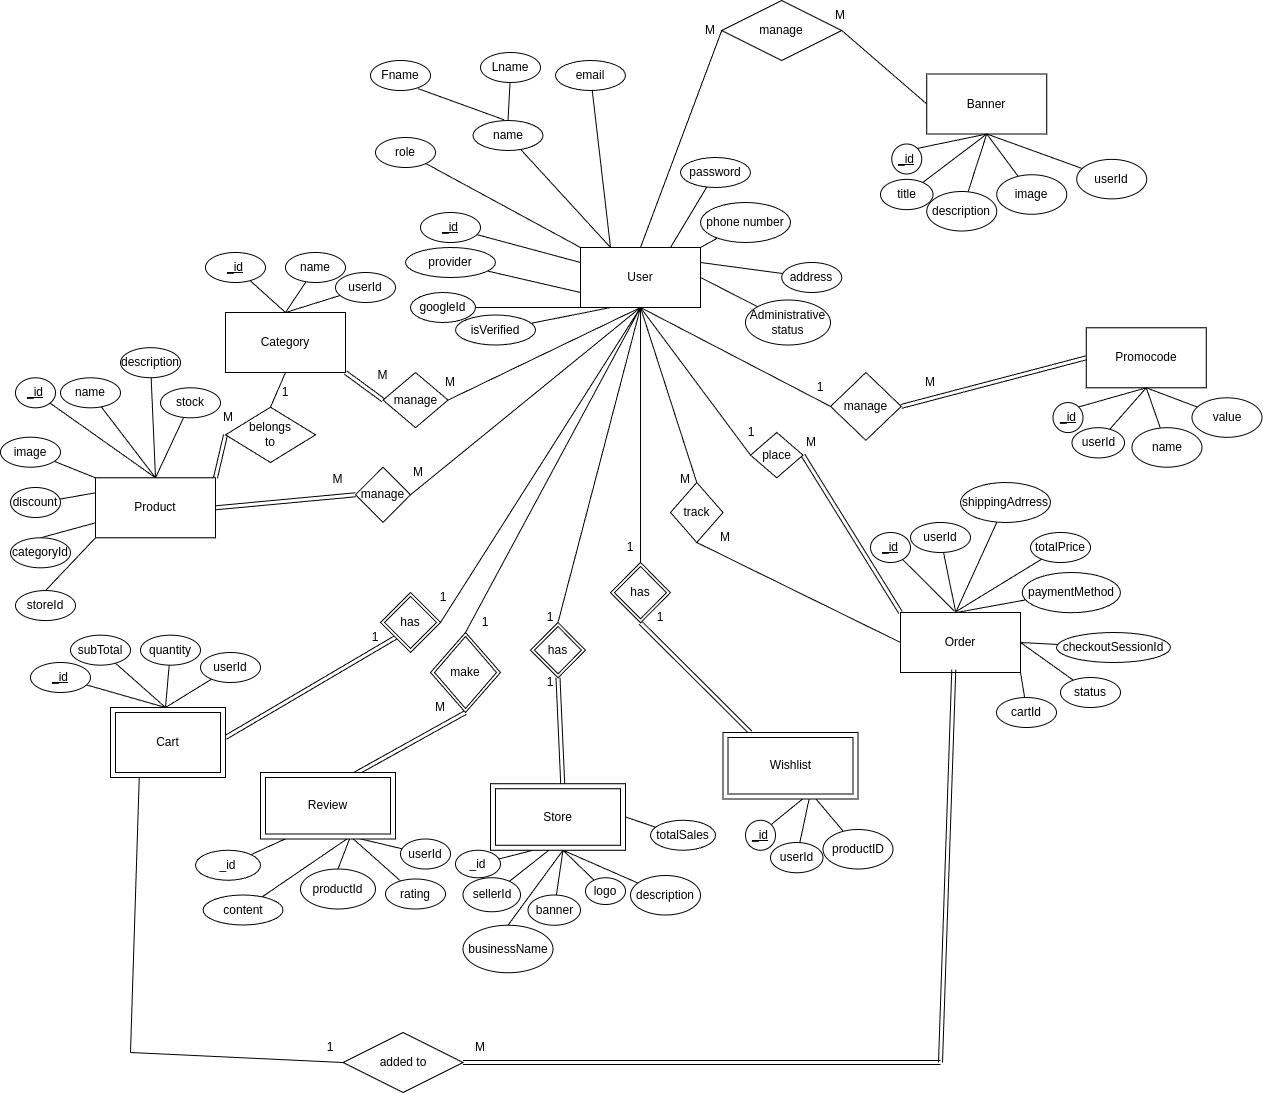 M
manage
M
Banner
_id
title
description
image
userId
Fname
Lname
email
name
role
password
phone number
_id
provider
googleId
isVerified
User
address
Administrative
status
_id
name
userId
Category
M
manage
M
1
belongs
to
M
_id
name
description
stock
image
discount
categoryId
storeId
Product
M
manage
M
1
manage
M
Promocode
_id
userId
name
value
1
place
M
M
track
M
shippingAdrress
_id
userId
totalPrice
paymentMethod
Order
checkoutSessionId
status
cartId
1
has
1
1
make
M
1
has
1
1
has
1
_id
subTotal
quantity
userId
Cart
Review
_id
content
productId
rating
userId
Store
totalSales
_id
sellerId
businessName
banner
logo
description
Wishlist
_id
userId
productID
1
added to
M